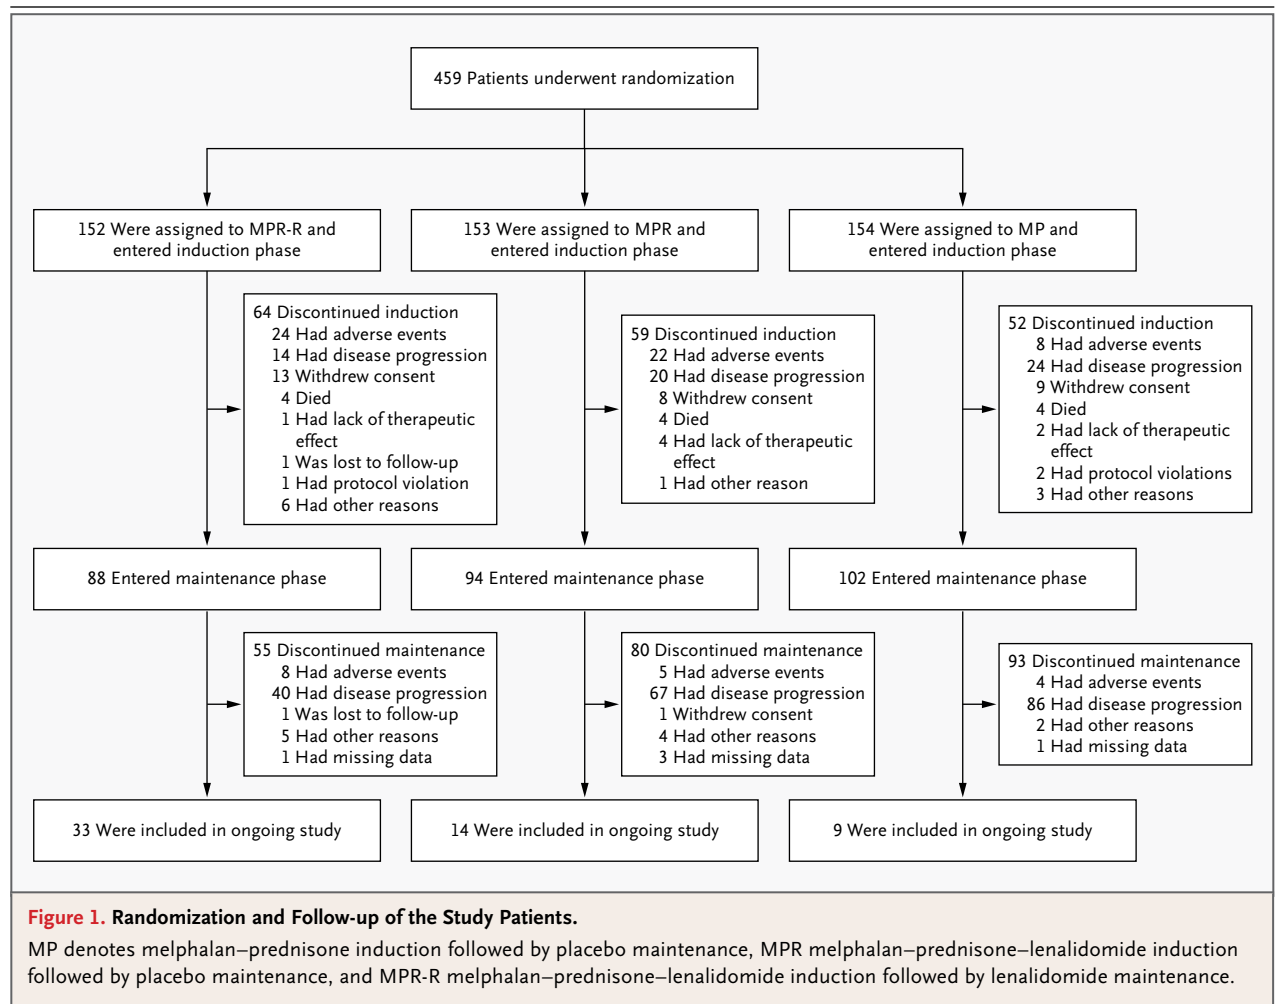 459 Patients underwent randomization
152 Were assigned to MPR-R and
entered induction phase
153 Were assigned to MPR and
entered induction phase
154 Were assigned to MP and
entered induction phase
64 Discontinued induction
24 Had adverse events
14 Had disease progression
13 Withdrew consent
4 Died
1 Had lack of therapeutic
effect
1 Was lost to follow-up
1 Had protocol violation
6 Had other reasons
59 Discontinued induction
22 Had adverse events
20 Had disease progression
8 Withdrew consent
4 Died
4 Had lack of therapeutic
effect
1 Had other reason
52 Discontinued induction
8 Had adverse events
24 Had disease progression
9 Withdrew consent
4 Died
2 Had lack of therapeutic
effect
2 Had protocol violations
3 Had other reasons
88 Entered maintenance phase
94 Entered maintenance phase
102 Entered maintenance phase
55 Discontinued maintenance
8 Had adverse events
40 Had disease progression
1 Was lost to follow-up
5 Had other reasons
1 Had missing data
80 Discontinued maintenance
5 Had adverse events
67 Had disease progression
1 Withdrew consent
4 Had other reasons
3 Had missing data
93 Discontinued maintenance
4 Had adverse events
86 Had disease progression
2 Had other reasons
1 Had missing data
33 Were included in ongoing study
14 Were included in ongoing study
9 Were included in ongoing study
Figure 1. Randomization and Follow-up of the Study Patients.
MP denotes melphalan–prednisone induction followed by placebo maintenance, MPR melphalan–prednisone–lenalidomide induction
followed by placebo maintenance, and MPR-R melphalan–prednisone–lenalidomide induction followed by lenalidomide maintenance.